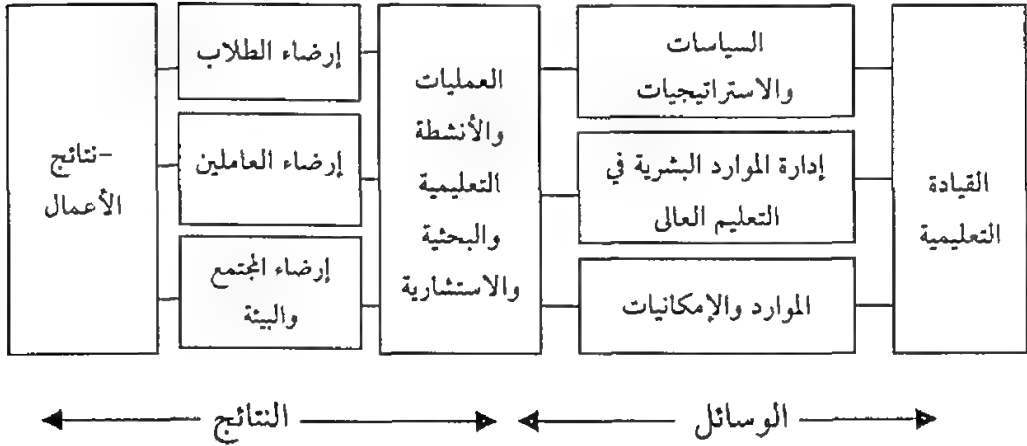 القيادة
التعليمية
السياسات
والاستراتيجيات
إدارة الموارد البشرية في
التعليم العالى
الموارد والإمكانيات
العمليات
والأنشطة
التعليمية
والبحثية
والاستشارية
إرضاء الطلاب
إرضاء العاملين
إرضاء المجتمع
والبيئة
-نتائج
الأعمال
الوسائل
النتائج